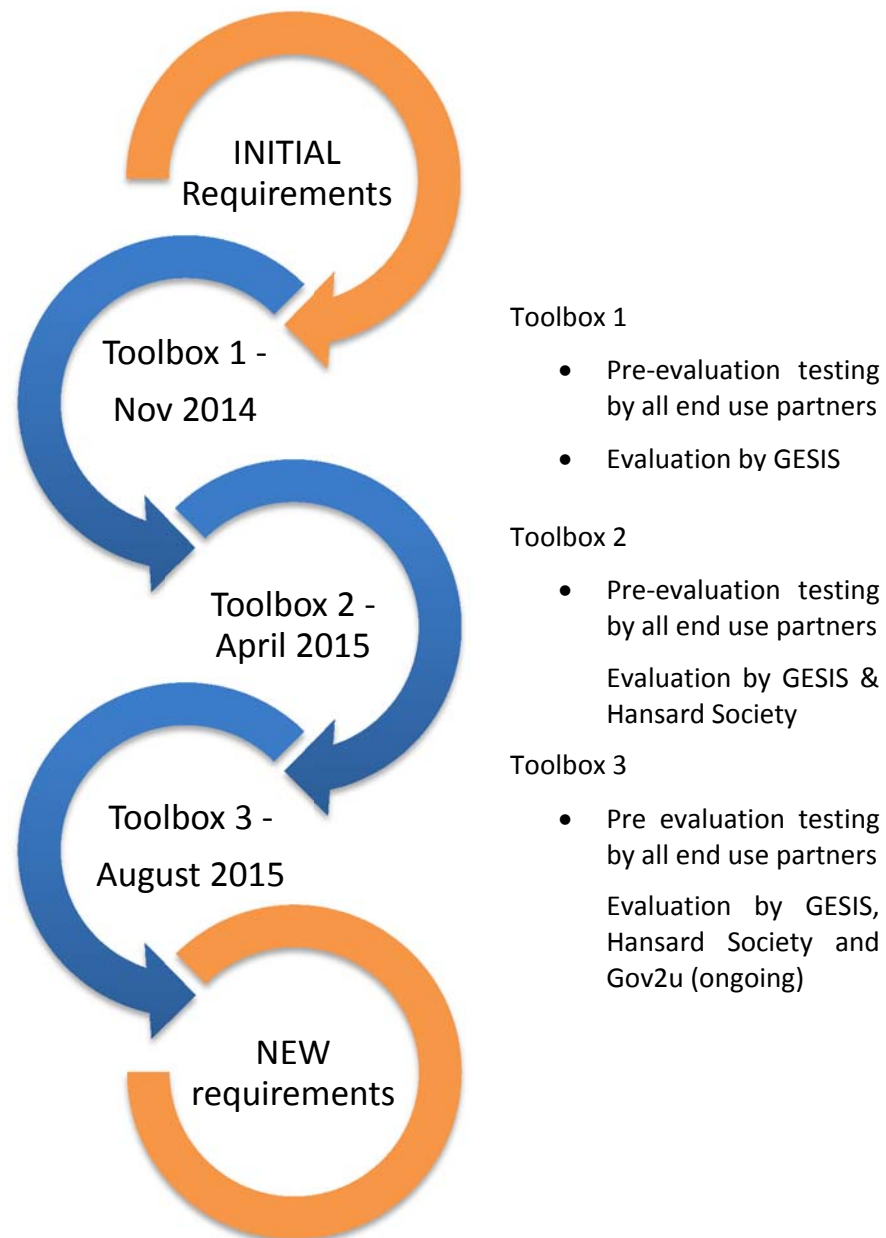 INITIAL
Requirements
Toolbox 1 -
Nov 2014
Toolbox 2 -
April 2015
Toolbox 3 -
August 2015
NEW
requirements
Toolbox 1
• Pre-evaluation testing
by all end use partners
• Evaluation by GESIS
Toolbox 2
• Pre-evaluation testing
by all end use partners
Evaluation by GESIS &
Hansard Society
Toolbox 3
• Pre evaluation testing
by all end use partners
Evaluation by GESIS,
Hansard Society and
Gov2u (ongoing)